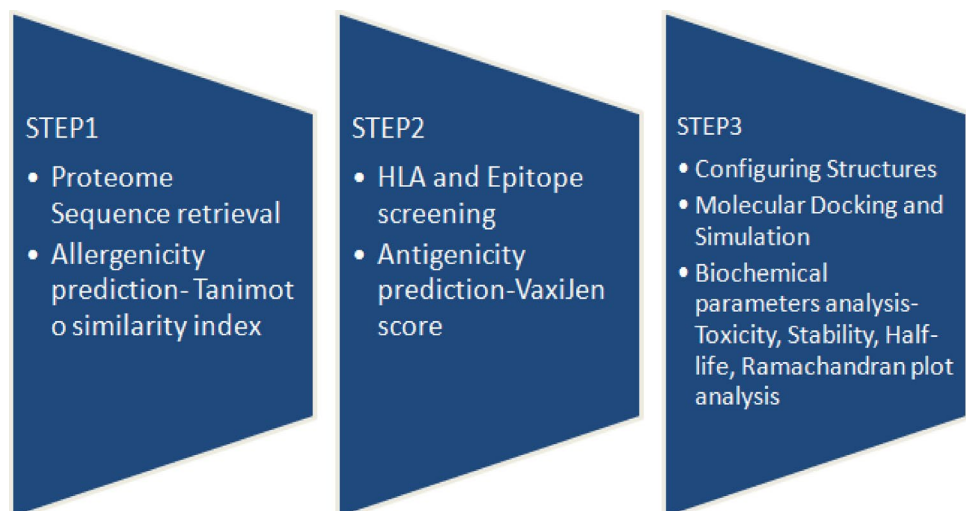 STEP1
• Proteome
Sequence retrieval
• Allergenicity
prediction- Tanimot
o similarity index
STEP2
• HLA and Epitope
screening
• Antigenicity
prediction-VaxiJen
score
STEP3
• Configuring Structures
• Molecular Docking and
Simulation
• Biochemical
parameters analysis-
Toxicity, Stability, Half-
life, Ramachandran plot
analysis